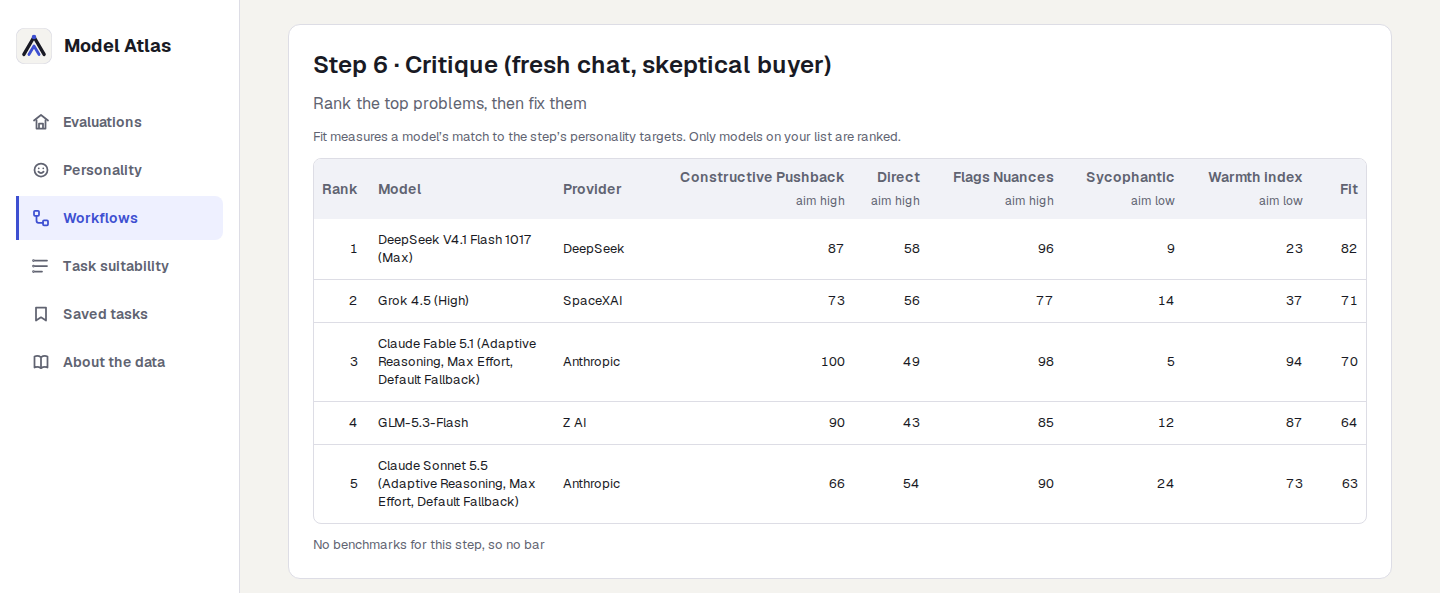 Model Atlas
Evaluations
Personality
Workflows
Task suitability
Saved tasks
About the data
Step 6 · Critique (fresh chat, skeptical buyer)
Rank the top problems, then fix them
Fit measures a model's match to the step's personality targets. Only models on your list are ranked.
Rank Model Provider Constructive Pushback Direct Flags Nuances Sycophantic Warmth index Fit
aim high aim high aim high aim low aim low
1 DeepSeek V4.1 Flash 1017 DeepSeek 87 58 96 9 23 82
(Max)
2 Grok 4.5 (High) SpaceXAI 73 56 77 14 37 71
Claude Fable 5.1 (Adaptive
3 Reasoning, Max Effort, Anthropic 100 49 98 5 94 70
Default Fallback)
4 GLM-5.3-Flash Z AI 90 43 85 12 87 64
Claude Sonnet 5.5
5 (Adaptive Reasoning, Max Anthropic 66 54 90 24 73 63
Effort, Default Fallback)
No benchmarks for this step, so no bar